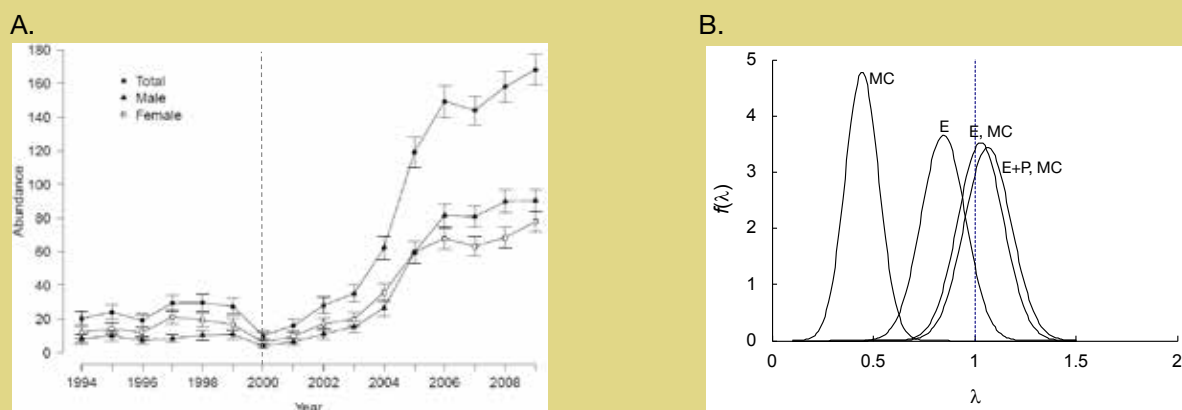 A.
180
160
140
120
100
80
60
40
20
0
Abundance
Total
Male
Female
1994
1996
1998
2000
2002
2004
2006
2008
Year
B.
5
4
3
2
1
0
f(λ)
MC
E
E, MC
E+P, MC
0
0.5
1
1.5
2
λ